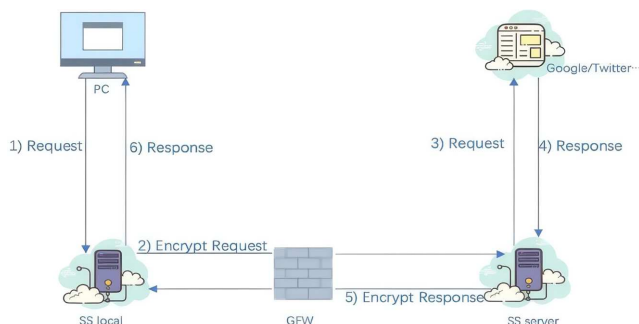 PC
Google/Twitter...
1) Request
6) Response
3) Request
4) Response
2) Encrypt Request
5) Encrypt Response
SS local
GFW
SS server